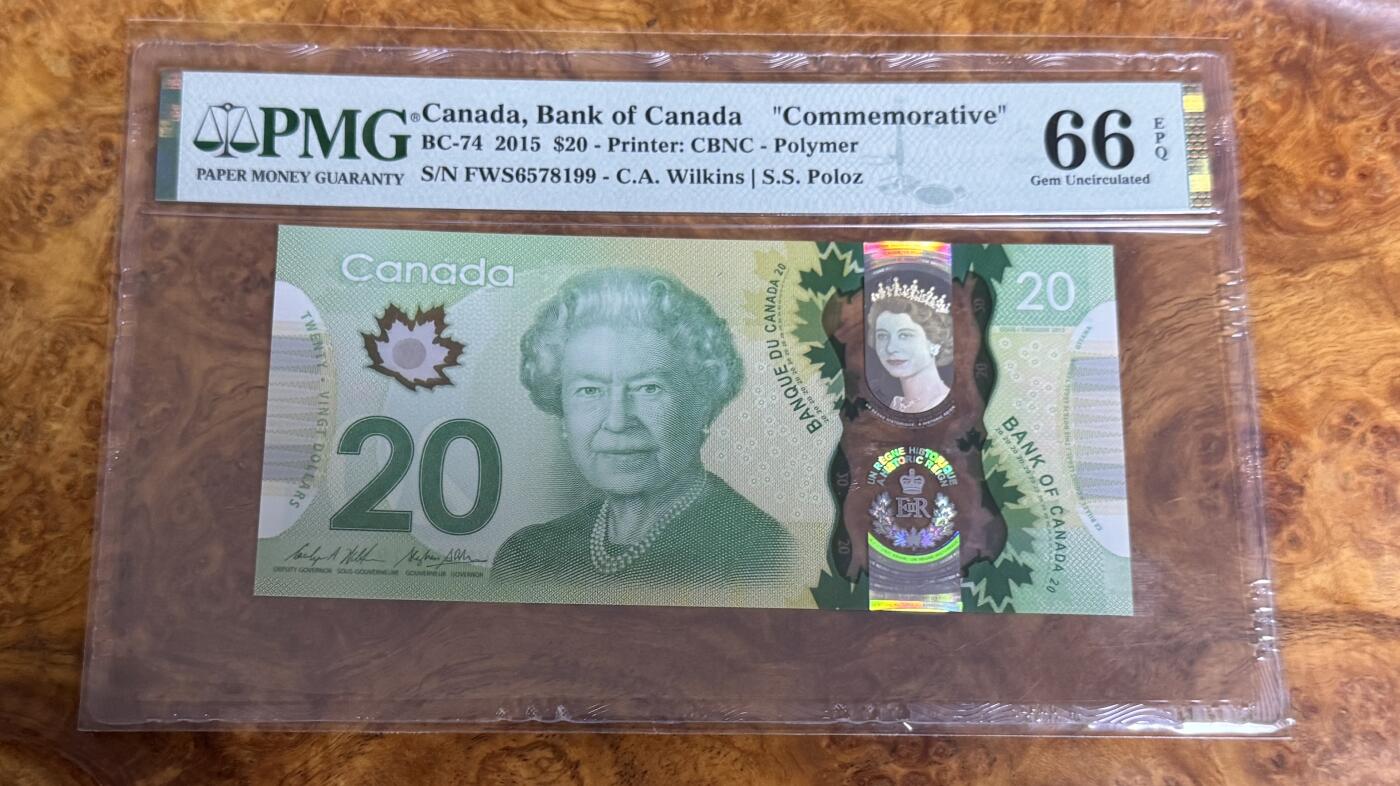 PMG®
PAPER MONEY GUARANTY
Canada, Bank of Canada "Commemorative"
BC-74 2015 $20 - Printer: CBNC - Polymer
S/N FWS6578199 - C.A. Wilkins | S.S. Poloz
66
EPQ
Gem Uncirculated
Canada
20
TWENTY • VINGT DOLLARS
20
DEPUTY GOVERNOR SOUS-GOUVERNEURE GOUVERNEUR GOVERNOR
BANQUE DU CANADA 20
UN RÈGNE HISTORIQUE
A HISTORIC REIGN
EIIR
BANK OF CANADA 20